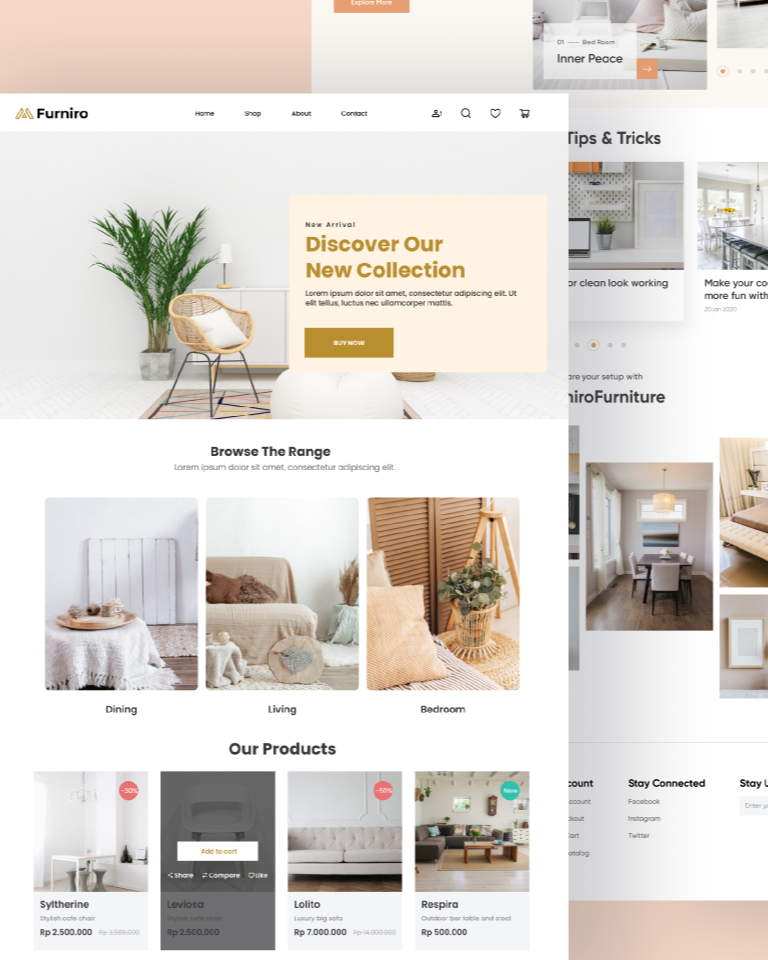 Explore More
01 — Bed Room
Inner Peace
Furniro
Home
Shop
About
Contact
New Arrival
Discover Our
New Collection
Lorem ipsum dolor sit amet, consectetur adipiscing elit. Ut
elit tellus, luctus nec ullamcorper mattis.
BUY NOW
Browse The Range
Lorem ipsum dolor sit amet, consectetur adipiscing elit.
Dining
Living
Bedroom
Our Products
-30%
Add to cart
Share
Compare
Like
-50%
New
Syltherine
Stylish cafe chair
Rp 2.500.000
Rp 3.500.000
Leviosa
Stylish cafe chair
Rp 2.500.000
Lolito
Luxury big sofa
Rp 7.000.000
Rp 14.000.000
Respira
Outdoor bar table and stool
Rp 500.000
Tips & Tricks
or clean look working
Make your co
more fun with
20 Jan 2020
are your setup with
niroFurniture
count
ccount
ckout
Cart
atalog
Stay Connected
Facebook
Instagram
Twitter
Stay U
Enter y